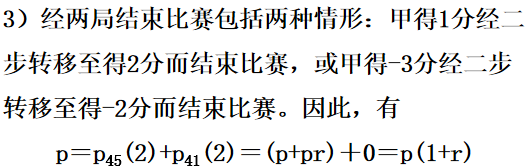 3）经两局结束比赛包括两种情形：甲得1分经二
步转移至得2分而结束比赛，或甲得-3分经二步
转移至得-2分而结束比赛。因此，有
p＝p₄₅(2)+p₄₁(2)＝(p+pr)＋0＝p(1+r)